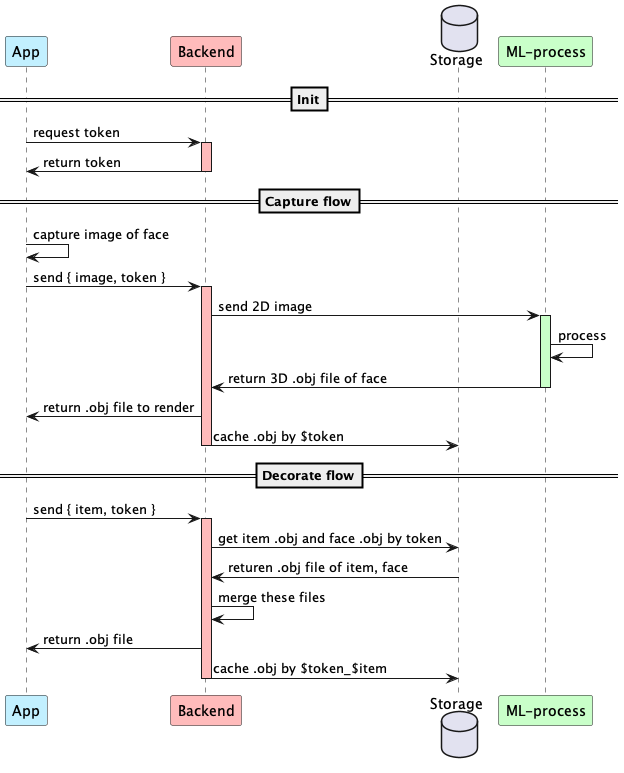 App
Backend
Storage
ML-process
Init
request token
return token
Capture flow
capture image of face
send { image, token }
send 2D image
process
return 3D .obj file of face
return .obj file to render
cache .obj by $token
Decorate flow
send { item, token }
get item .obj and face .obj by token
returen .obj file of item, face
merge these files
return .obj file
cache .obj by $token_$item
App
Backend
Storage
ML-process